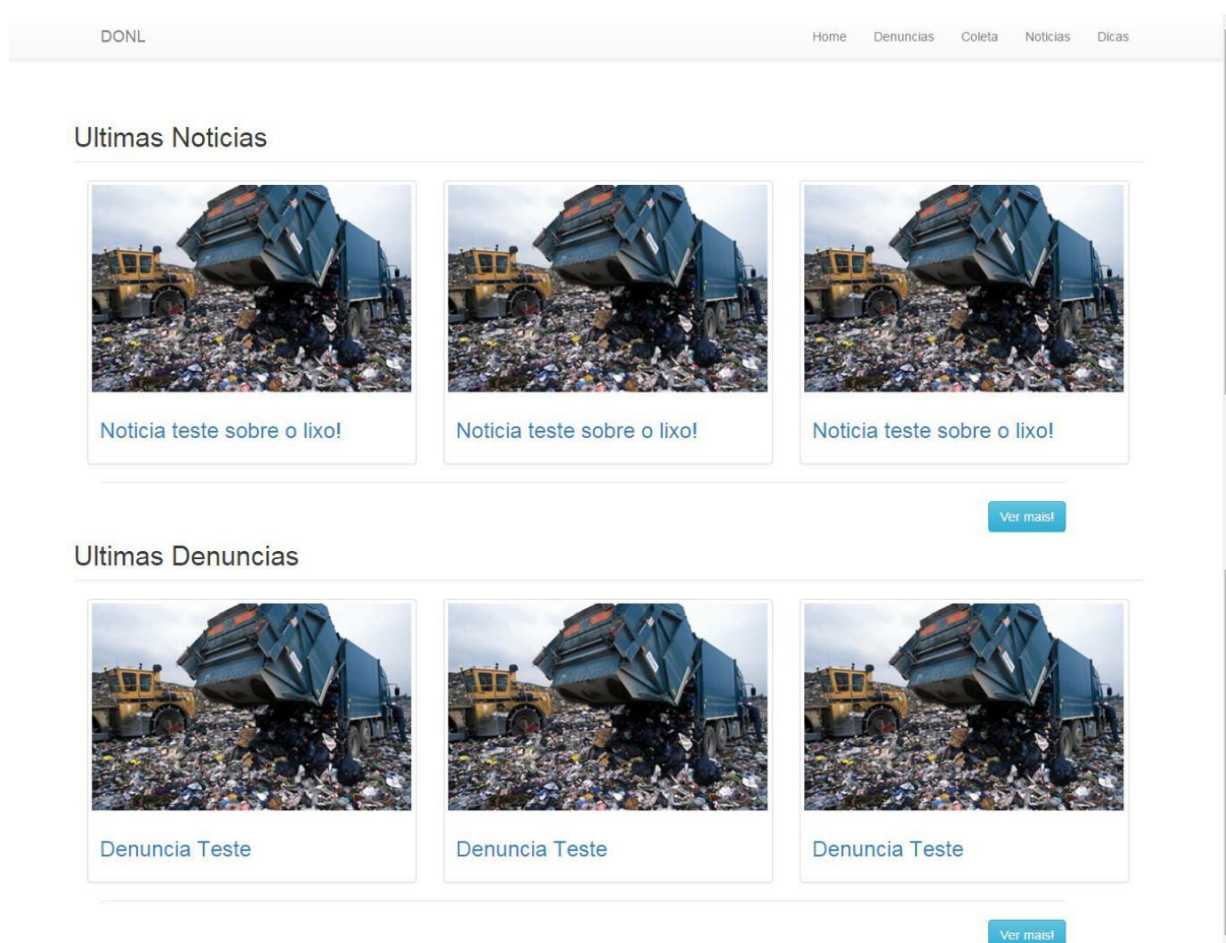 DONL
Home Denuncias Coleta Noticias Dicas
Ultimas Noticias
Noticia teste sobre o lixo! Noticia teste sobre o lixo! Noticia teste sobre o lixo!
Ver mais!
Ultimas Denuncias
Denuncia Teste Denuncia Teste Denuncia Teste
Ver mais!